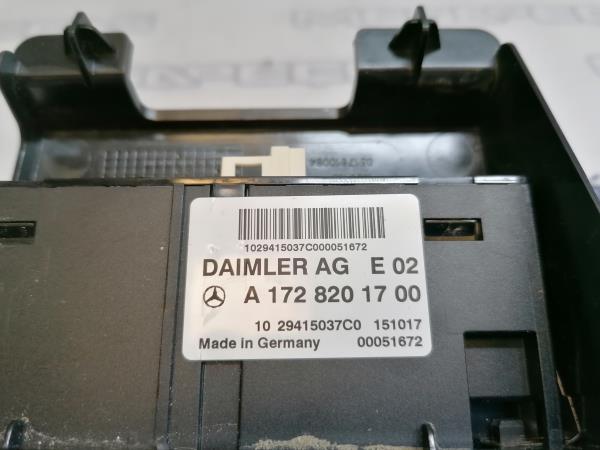 1029415037C000051672
DAIMLER AG E 02
A 172 820 17 00
10 29415037C0 151017
Made in Germany 00051672